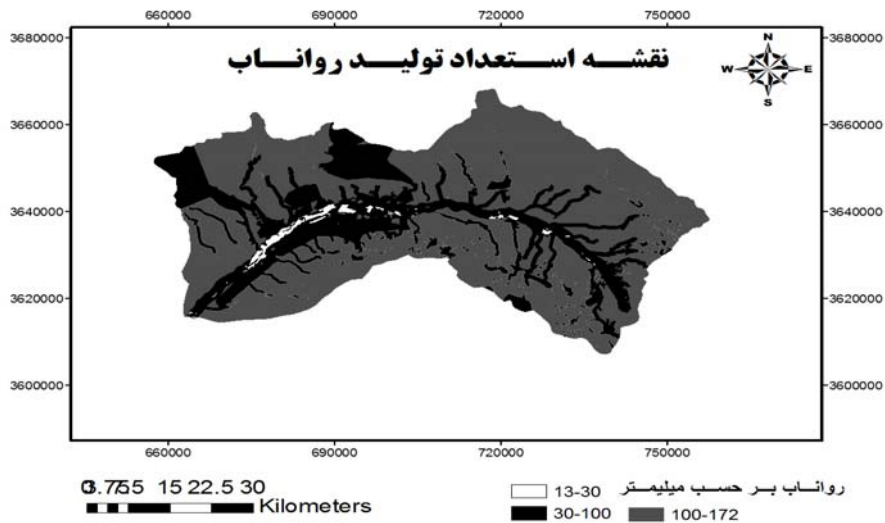 660000 690000 720000 750000
نقشه استعداد تولید رواناب
N
W E
S
3680000 3680000
3660000 3660000
3640000 3640000
3620000 3620000
3600000 3600000
660000 690000 720000 750000
15 22.5 30
Kilometers
رواناب بر حسب میلیمتر
13-30
30-100 100-172